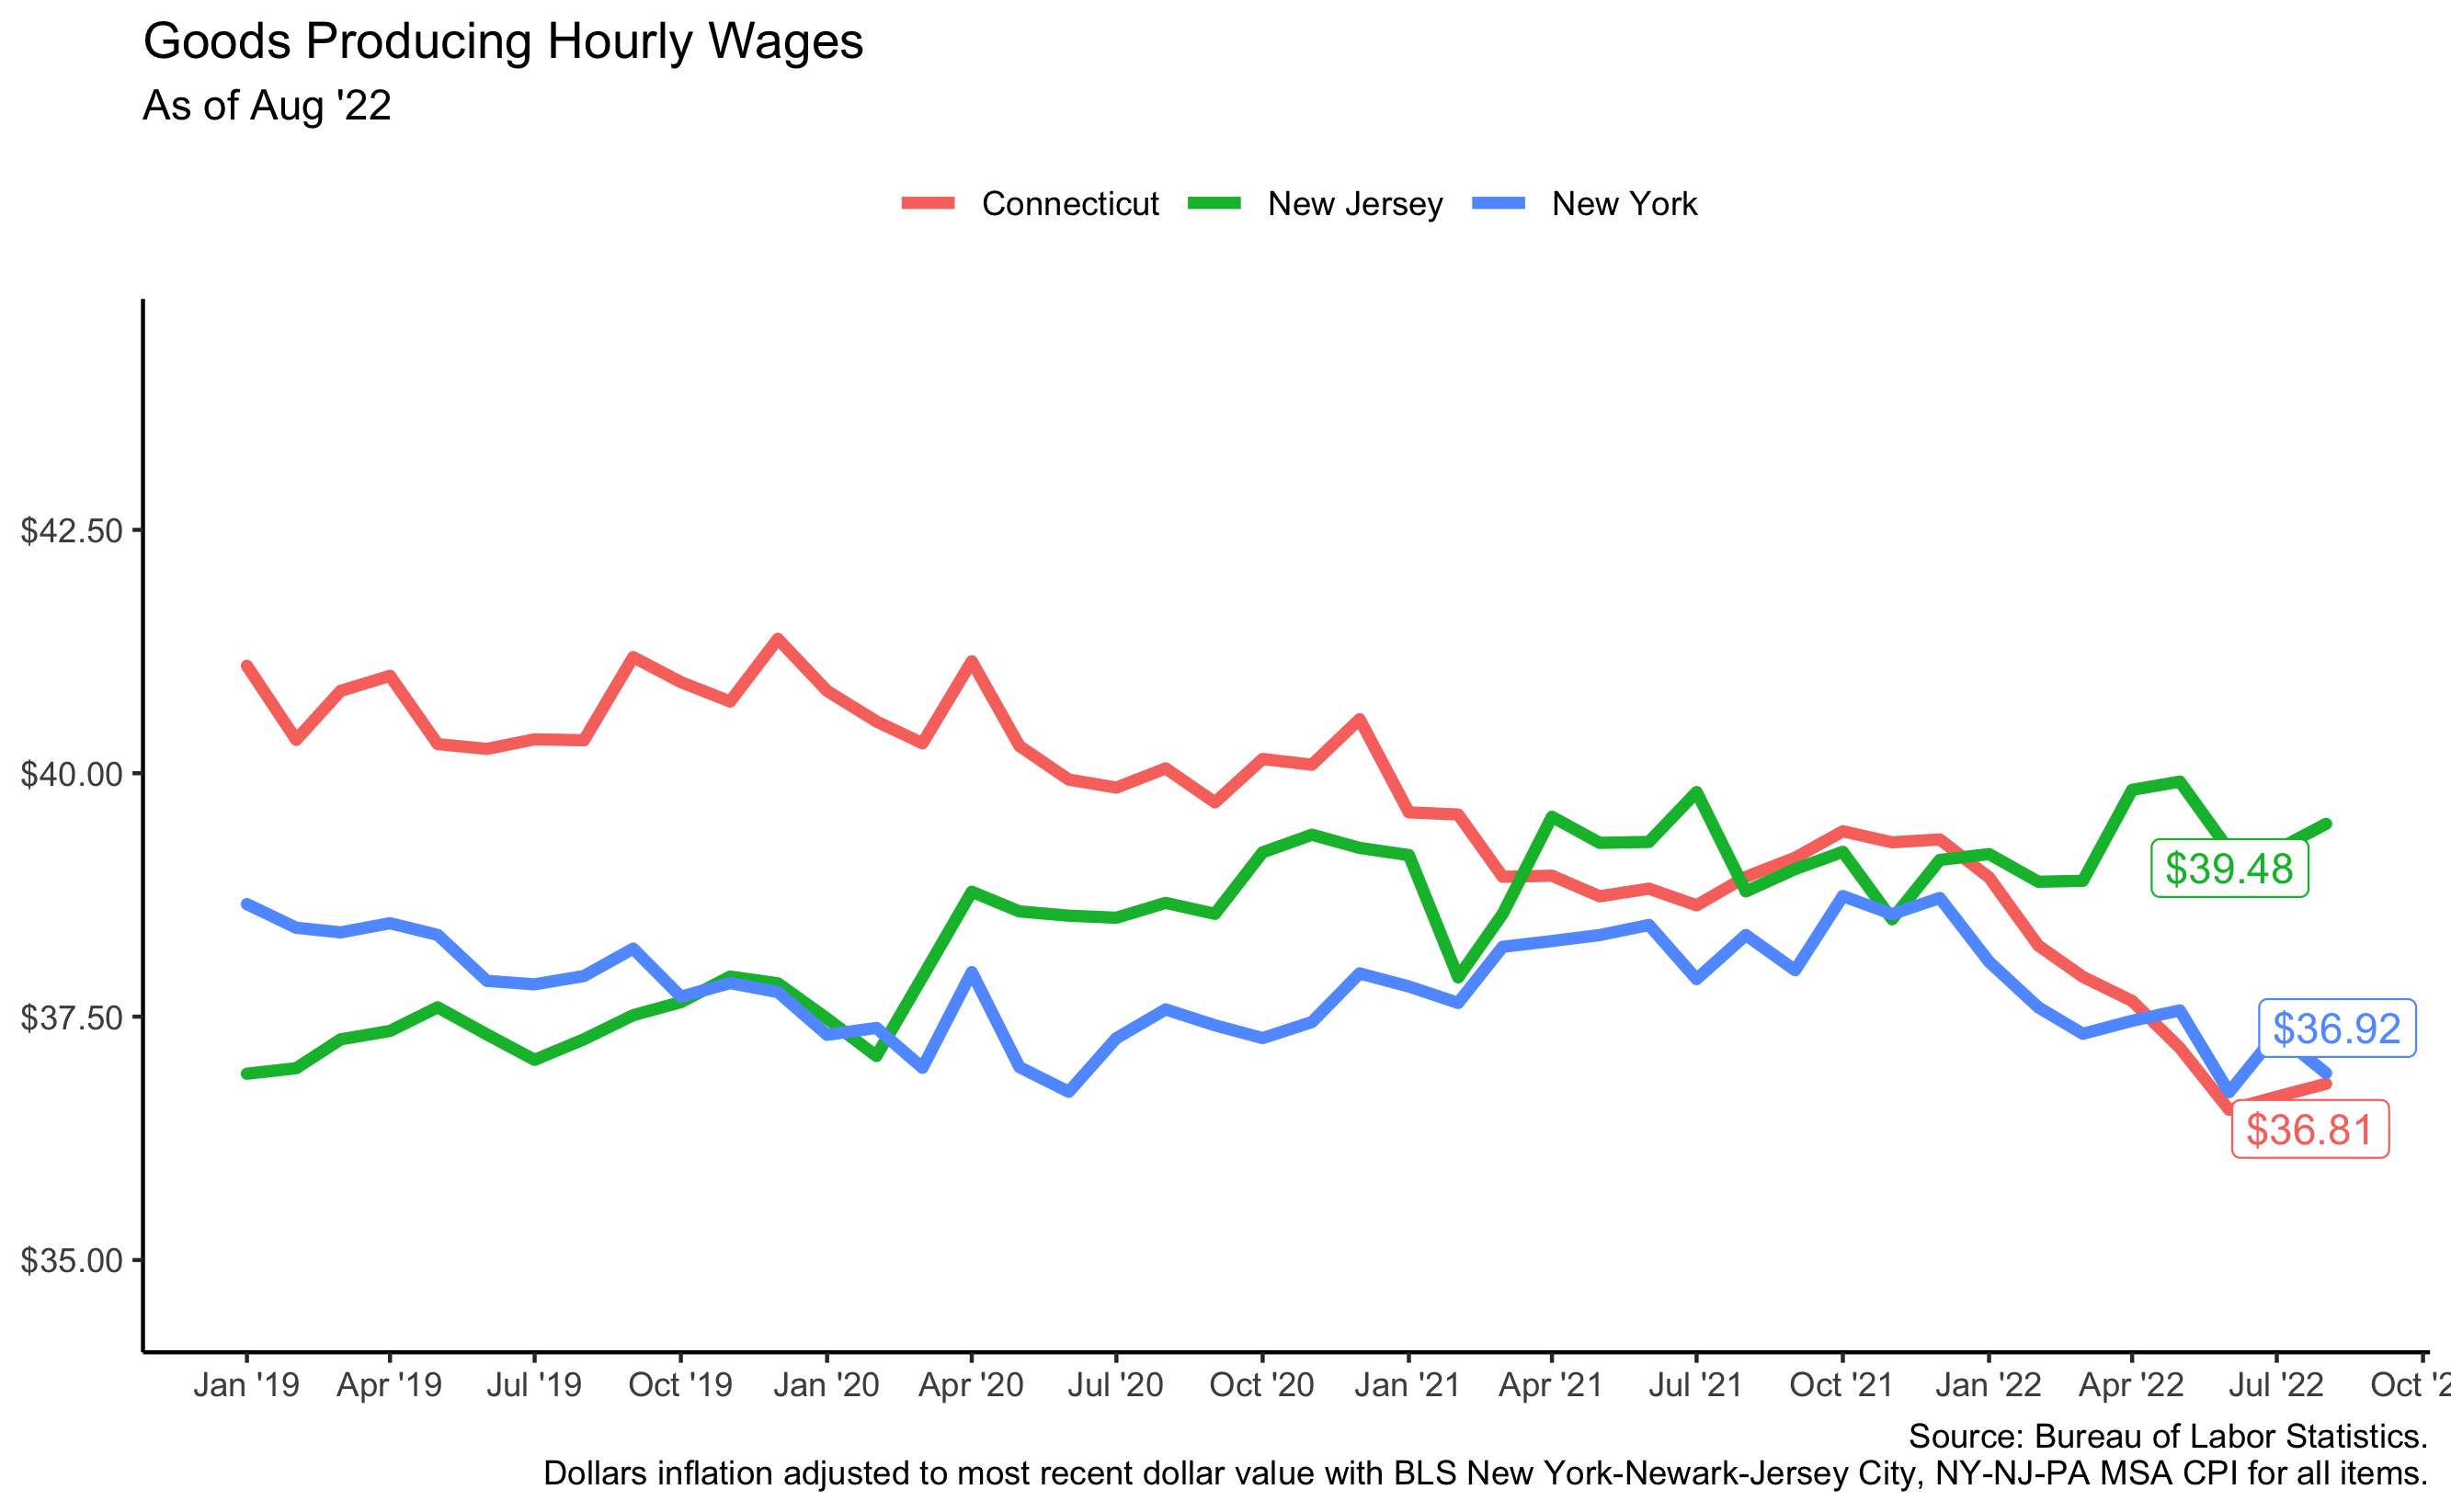 Goods Producing Hourly Wages
As of Aug '22
Connecticut New Jersey New York
$42.50
$40.00
$37.50
$35.00
$39.48
$36.92
$36.81
Jan '19 Apr '19 Jul '19 Oct '19 Jan '20 Apr '20 Jul '20 Oct '20 Jan '21 Apr '21 Jul '21 Oct '21 Jan '22 Apr '22 Jul '22 Oct '2
Source: Bureau of Labor Statistics.
Dollars inflation adjusted to most recent dollar value with BLS New York-Newark-Jersey City, NY-NJ-PA MSA CPI for all items.